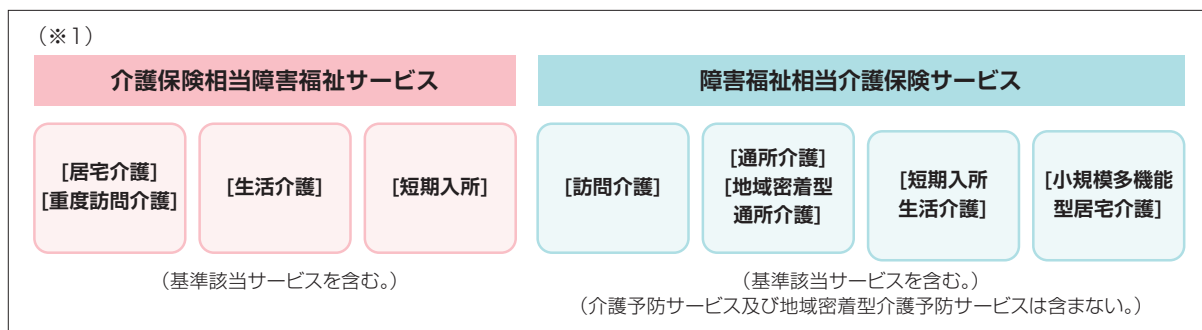 （※1）
介護保険相当障害福祉サービス
障害福祉相当介護保険サービス
[居宅介護]
[重度訪問介護]
[生活介護]
[短期入所]
[訪問介護]
[通所介護]
[地域密着型
通所介護]
[短期入所
生活介護]
[小規模多機能
型居宅介護]
（基準該当サービスを含む。）
（基準該当サービスを含む。）
（介護予防サービス及び地域密着型介護予防サービスは含まない。）